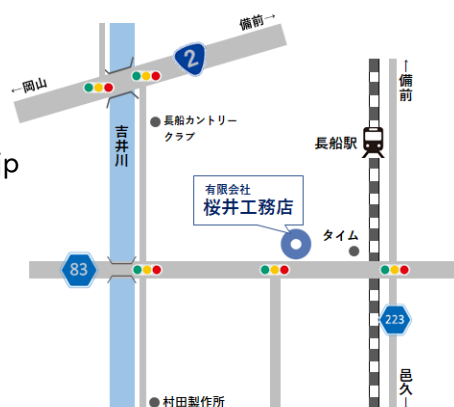 備前→
2
←岡山
←備前
長船カントリー
クラブ
吉井川
長船駅
ip
有限会社
桜井工務店
タイム
83
223
邑久→
村田製作所